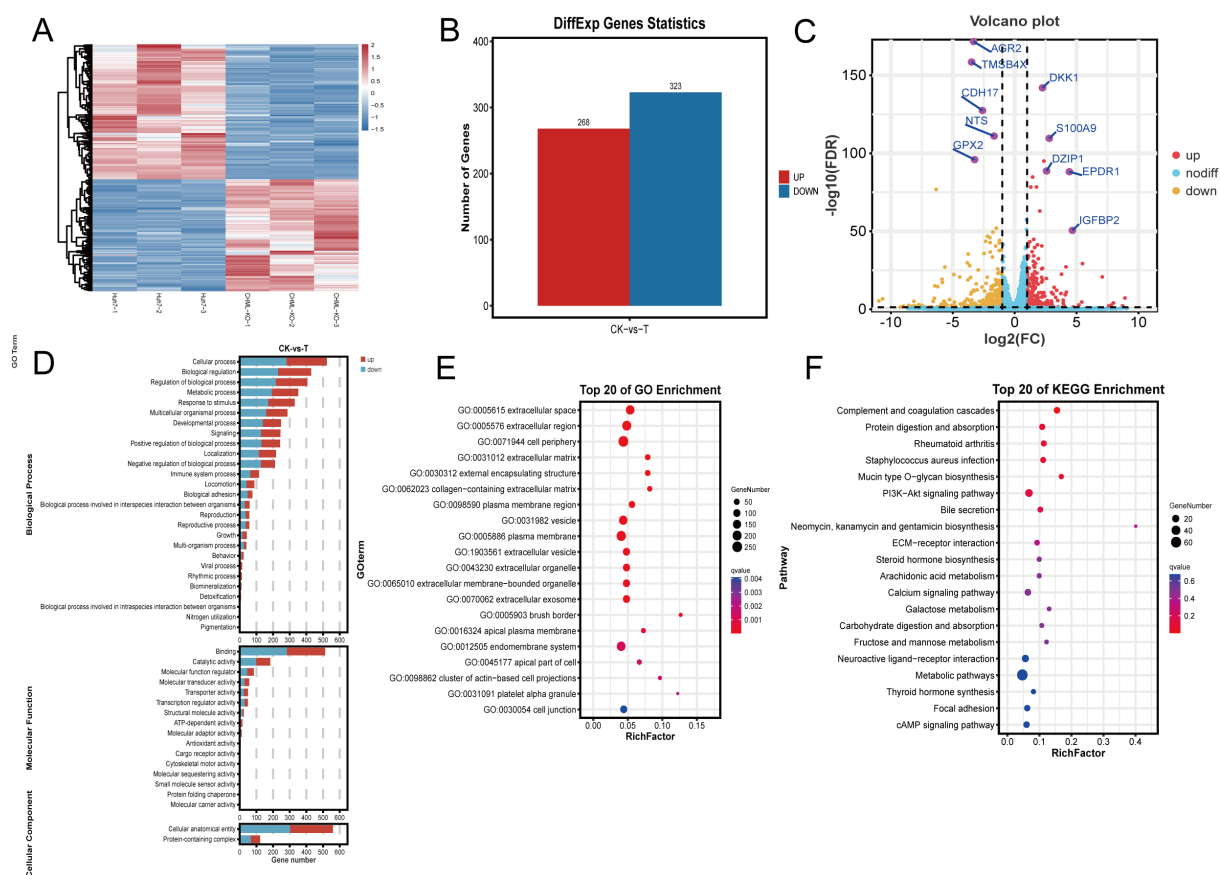 A
2
1.5
1
0.5
0
−0.5
−1
−1.5
Huh7-1
Huh7-2
Huh7-3
CHML-KO-1
CHML-KO-2
CHML-KO-3
B
DiffExp Genes Statistics
Number of Genes
400
300
200
100
0
268
323
CK-vs-T
UP
DOWN
C
Volcano plot
-log10(FDR)
150
100
50
0
AGR2
TMSB4X
CDH17
NTS
GPX2
DKK1
S100A9
DZIP1
EPDR1
IGFBP2
-10
-5
0
5
10
log2(FC)
up
nodiff
down
GO Term
D
CK-vs-T
up
down
Biological Process
Cellular process
Biological regulation
Regulation of biological process
Metabolic process
Response to stimulus
Multicellular organismal process
Developmental process
Signaling
Positive regulation of biological process
Localization
Negative regulation of biological process
Immune system process
Locomotion
Biological adhesion
Biological process involved in interspecies interaction between organisms
Reproduction
Reproductive process
Growth
Multi-organism process
Behavior
Viral process
Rhythmic process
Biomineralization
Detoxification
Biological process involved in intraspecies interaction between organisms
Nitrogen utilization
Pigmentation
0 100 200 300 400 500 600
Molecular Function
Binding
Catalytic activity
Molecular function regulator
Molecular transducer activity
Transporter activity
Transcription regulator activity
Structural molecule activity
ATP-dependent activity
Molecular adaptor activity
Antioxidant activity
Cargo receptor activity
Cytoskeletal motor activity
Molecular sequestering activity
Small molecule sensor activity
Protein folding chaperone
Molecular carrier activity
0 100 200 300 400 500 600
Cellular Component
Cellular anatomical entity
Protein-containing complex
0 100 200 300 400 500 600
Gene number
E
Top 20 of GO Enrichment
GOterm
GO:0005615 extracellular space
GO:0005576 extracellular region
GO:0071944 cell periphery
GO:0031012 extracellular matrix
GO:0030312 external encapsulating structure
GO:0062023 collagen-containing extracellular matrix
GO:0098590 plasma membrane region
GO:0031982 vesicle
GO:0005886 plasma membrane
GO:1903561 extracellular vesicle
GO:0043230 extracellular organelle
GO:0065010 extracellular membrane-bounded organelle
GO:0070062 extracellular exosome
GO:0005903 brush border
GO:0016324 apical plasma membrane
GO:0012505 endomembrane system
GO:0045177 apical part of cell
GO:0098862 cluster of actin-based cell projections
GO:0031091 platelet alpha granule
GO:0030054 cell junction
0.00 0.05 0.10 0.15
RichFactor
GeneNumber
50
100
150
200
250
qvalue
0.004
0.003
0.002
0.001
F
Top 20 of KEGG Enrichment
Pathway
Complement and coagulation cascades
Protein digestion and absorption
Rheumatoid arthritis
Staphylococcus aureus infection
Mucin type O-glycan biosynthesis
PI3K-Akt signaling pathway
Bile secretion
Neomycin, kanamycin and gentamicin biosynthesis
ECM-receptor interaction
Steroid hormone biosynthesis
Arachidonic acid metabolism
Calcium signaling pathway
Galactose metabolism
Carbohydrate digestion and absorption
Fructose and mannose metabolism
Neuroactive ligand-receptor interaction
Metabolic pathways
Thyroid hormone synthesis
Focal adhesion
cAMP signaling pathway
0.0 0.1 0.2 0.3 0.4
RichFactor
GeneNumber
20
40
60
qvalue
0.6
0.4
0.2